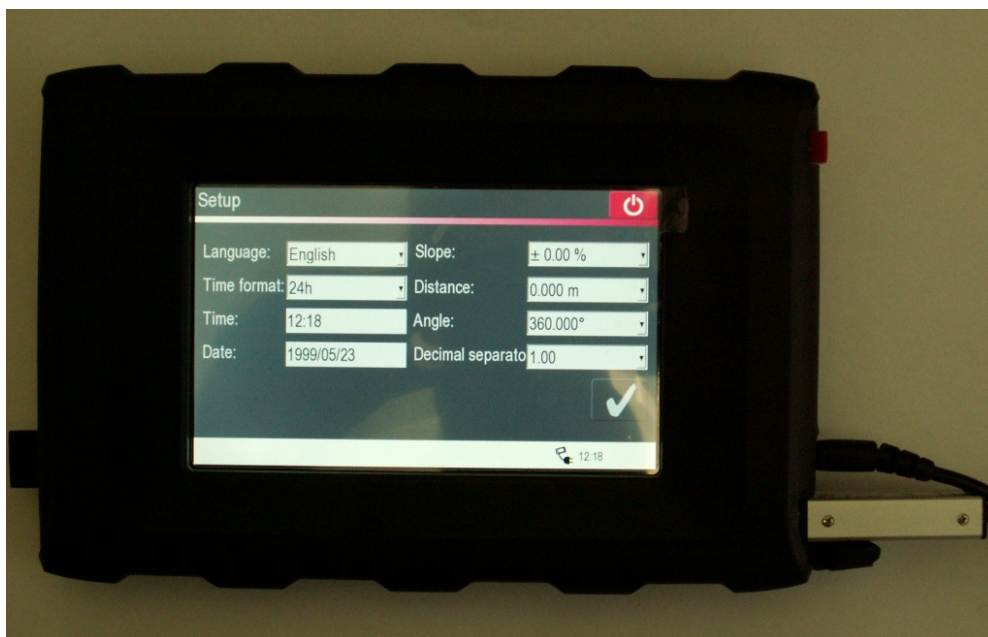 Setup
Language: English Slope: ± 0.00 %
Time format: 24h Distance: 0.000 m
Time: 12:18 Angle: 360.000°
Date: 1999/05/23 Decimal separato 1.00
12:18